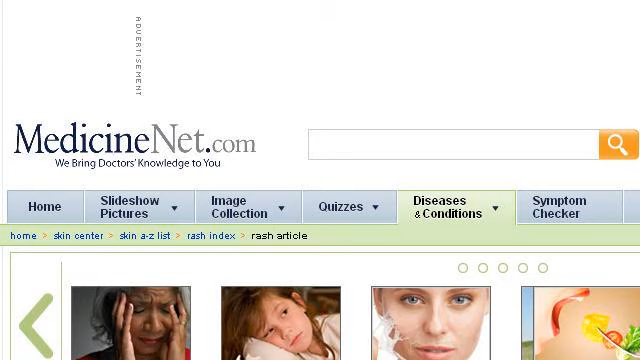 ADVERTISEMENT
MedicineNet.com
We Bring Doctors' Knowledge to You
Home
Slideshow
Pictures
Image
Collection
Quizzes
Diseases
& Conditions
Symptom
Checker
home > skin center > skin a-z list > rash index > rash article